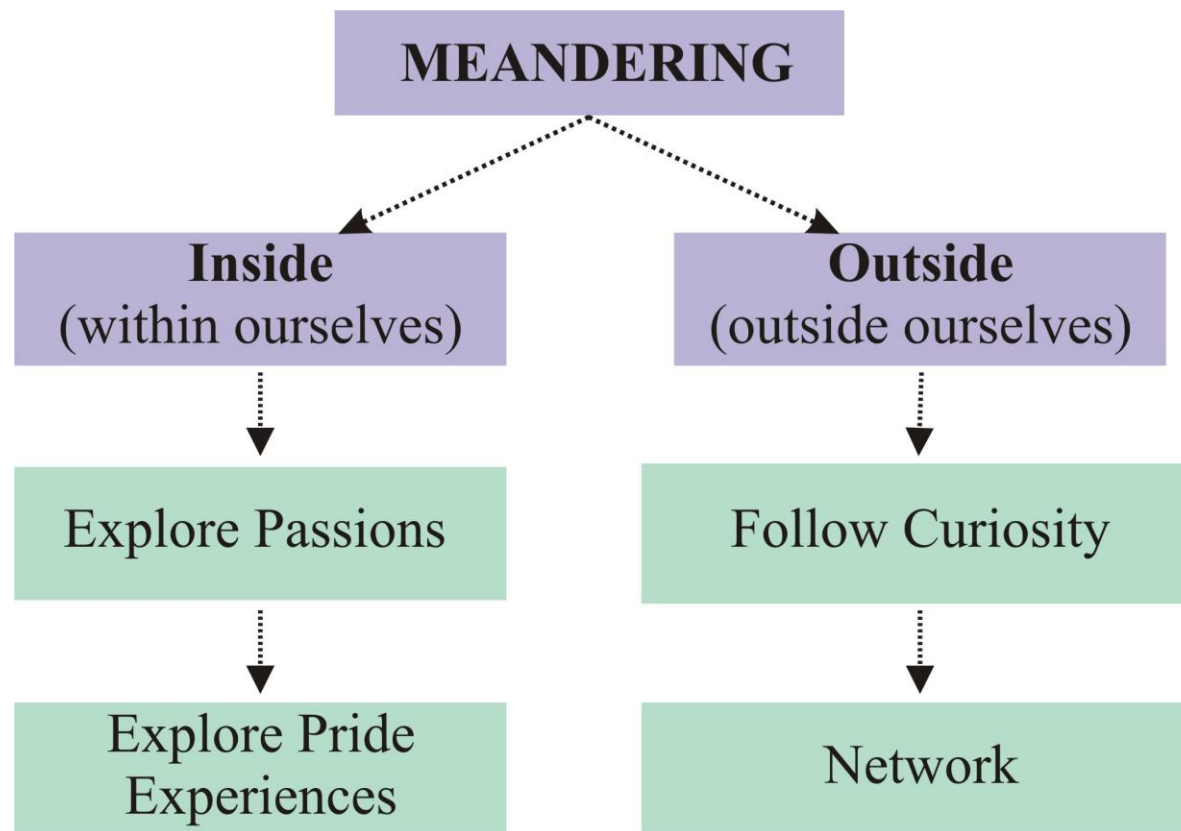 MEANDERING
Inside
(within ourselves)
Outside
(outside ourselves)
Explore Passions
Follow Curiosity
Explore Pride
Experiences
Network